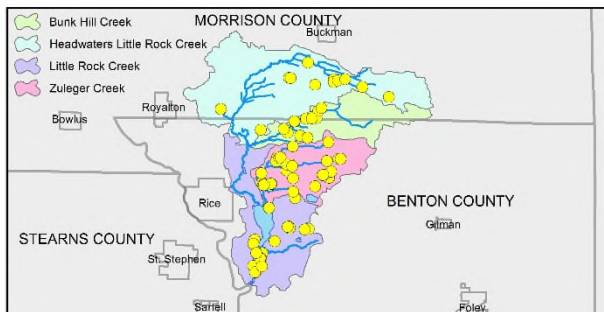 Bunk Hill Creek
Headwaters Little Rock Creek
Little Rock Creek
Zuleger Creek
MORRISON COUNTY
Buckman
Royalton
Bowlus
Rice
BENTON COUNTY
Gilman
STEARNS COUNTY
St. Stephen
Sartell
Foley